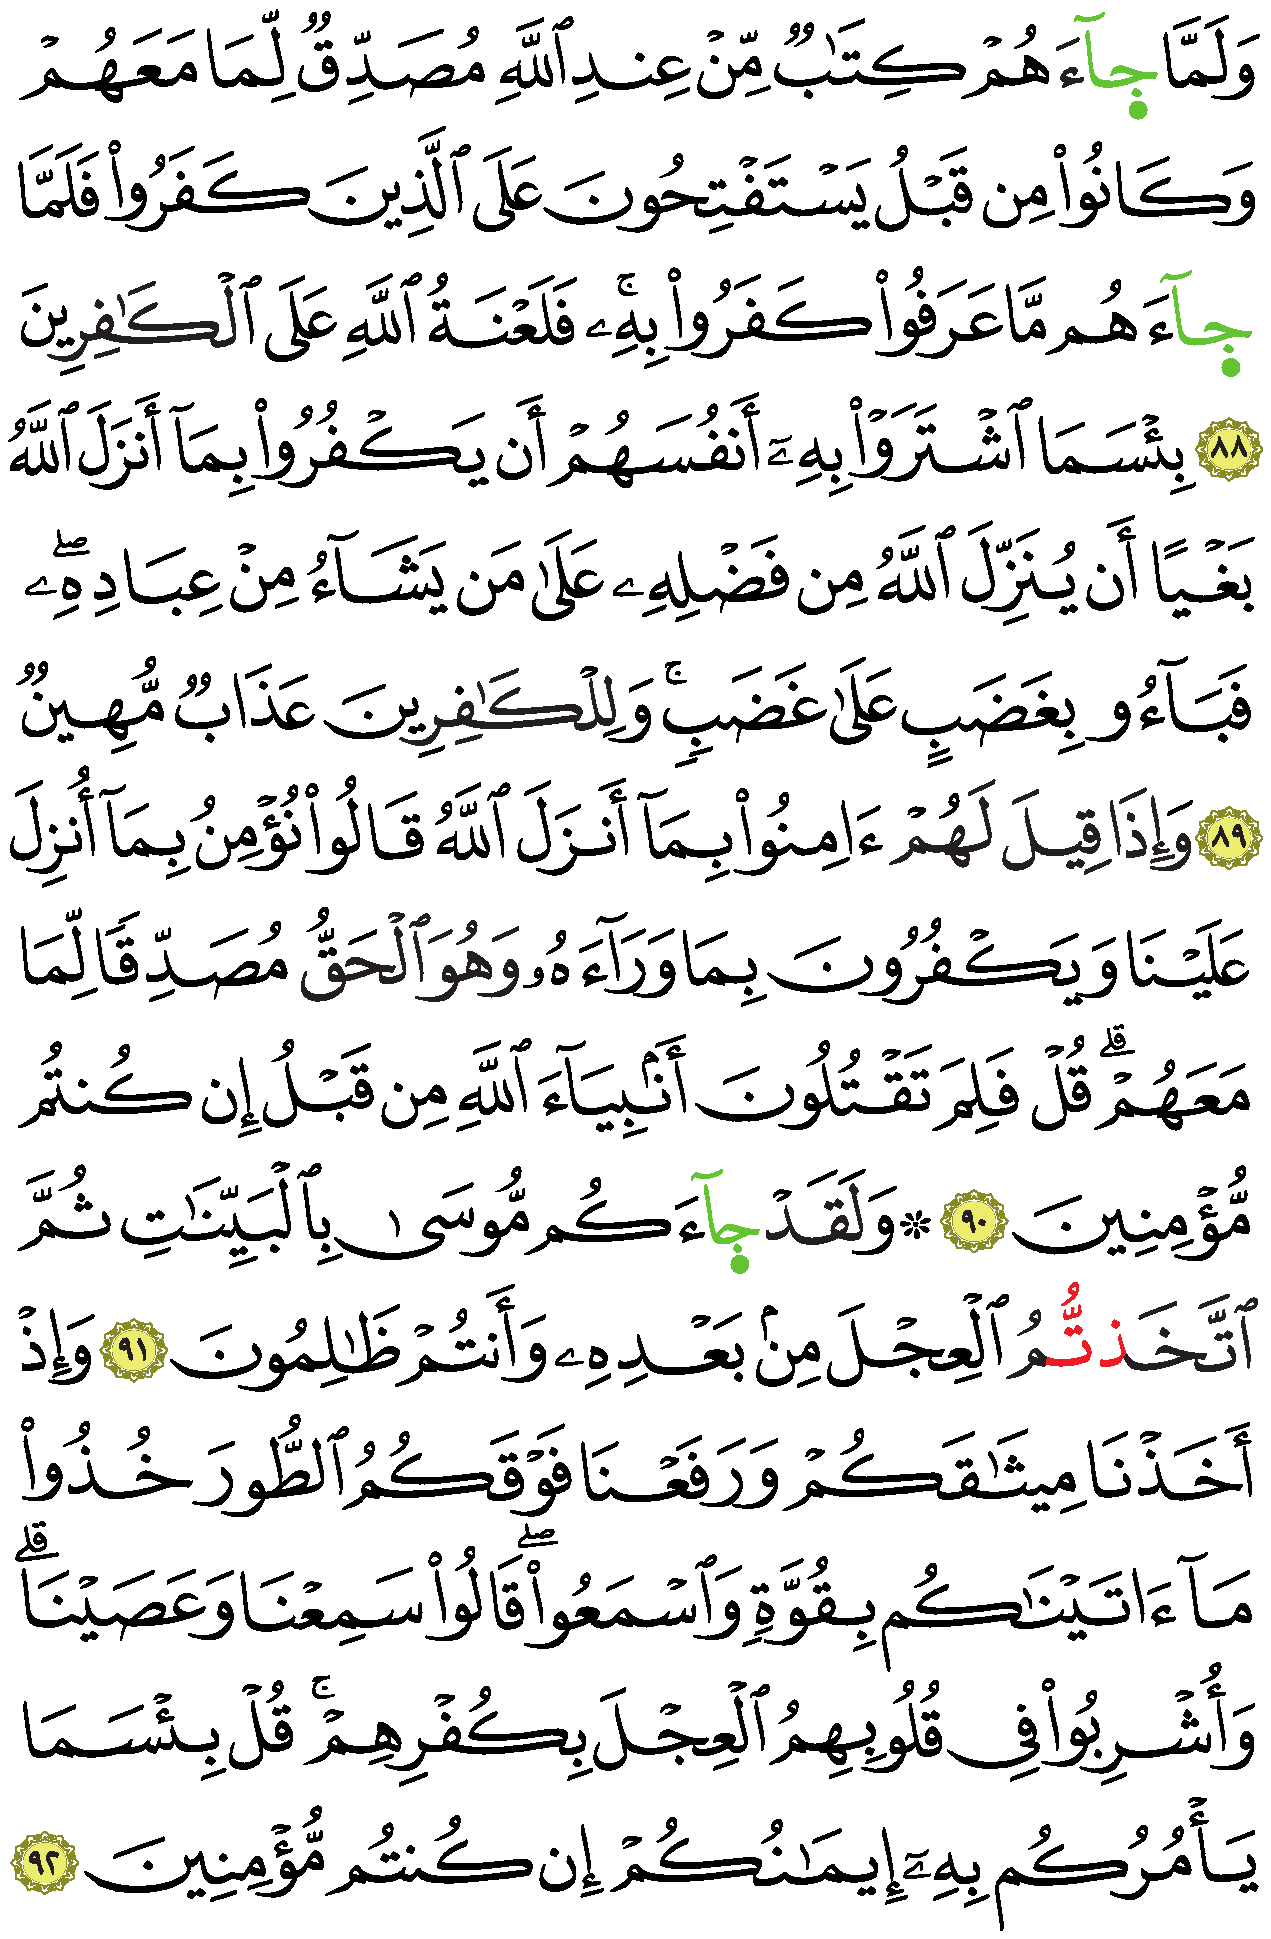 وَلَمَّا جَآءَهُمۡ كِتَٰبٞ مِّنۡ عِندِ ٱللَّهِ مُصَدِّقٞ لِّمَا مَعَهُمۡ
وَكَانُواْ مِن قَبۡلُ يَسۡتَفۡتِحُونَ عَلَى ٱلَّذِينَ كَفَرُواْ فَلَمَّا
جَآءَهُم مَّا عَرَفُواْ كَفَرُواْ بِهِۦۚ فَلَعۡنَةُ ٱللَّهِ عَلَى ٱلۡكَٰفِرِينَ
٨٨ بِئۡسَمَا ٱشۡتَرَوۡاْ بِهِۦٓ أَنفُسَهُمۡ أَن يَكۡفُرُواْ بِمَآ أَنزَلَ ٱللَّهُ
بَغۡيًا أَن يُنَزِّلَ ٱللَّهُ مِن فَضۡلِهِۦ عَلَىٰ مَن يَشَآءُ مِنۡ عِبَادِهِۦۖ
فَبَآءُو بِغَضَبٍ عَلَىٰ غَضَبٖۚ وَلِلۡكَٰفِرِينَ عَذَابٞ مُّهِينٞ
٨٩ وَإِذَا قِيلَ لَهُمۡ ءَامِنُواْ بِمَآ أَنزَلَ ٱللَّهُ قَالُواْ نُؤۡمِنُ بِمَآ أُنزِلَ
عَلَيۡنَا وَيَكۡفُرُونَ بِمَا وَرَآءَهُۥ وَهُوَ ٱلۡحَقُّ مُصَدِّقٗا لِّمَا
مَعَهُمۡۗ قُلۡ فَلِمَ تَقۡتُلُونَ أَنۢبِيَآءَ ٱللَّهِ مِن قَبۡلُ إِن كُنتُم
مُّؤۡمِنِينَ ٩٠ ۞ وَلَقَدۡ جَآءَكُم مُّوسَىٰ بِٱلۡبَيِّنَٰتِ ثُمَّ
ٱتَّخَذتُّمُ ٱلۡعِجۡلَ مِنۢ بَعۡدِهِۦ وَأَنتُمۡ ظَٰلِمُونَ ٩١ وَإِذۡ
أَخَذۡنَا مِيثَٰقَكُمۡ وَرَفَعۡنَا فَوۡقَكُمُ ٱلطُّورَ خُذُواْ
مَآ ءَاتَيۡنَٰكُم بِقُوَّةٖ وَٱسۡمَعُواْۖ قَالُواْ سَمِعۡنَا وَعَصَيۡنَاۗ
وَأُشۡرِبُواْ فِي قُلُوبِهِمُ ٱلۡعِجۡلَ بِكُفۡرِهِمۡۚ قُلۡ بِئۡسَمَا
يَأۡمُرُكُم بِهِۦٓ إِيمَٰنُكُمۡ إِن كُنتُم مُّؤۡمِنِينَ ٩٢